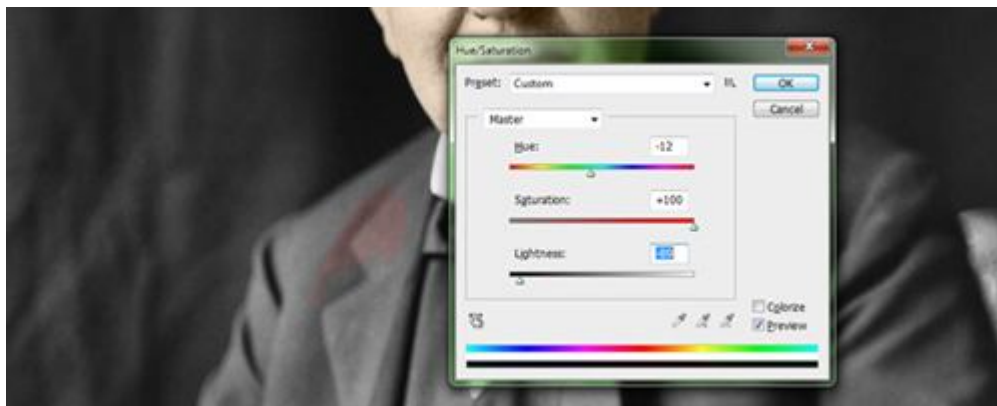 Hue/Saturation
Preset: Custom
OK
Cancel
Master
Hue: -12
Saturation: +100
Lightness:
Colorize
Preview